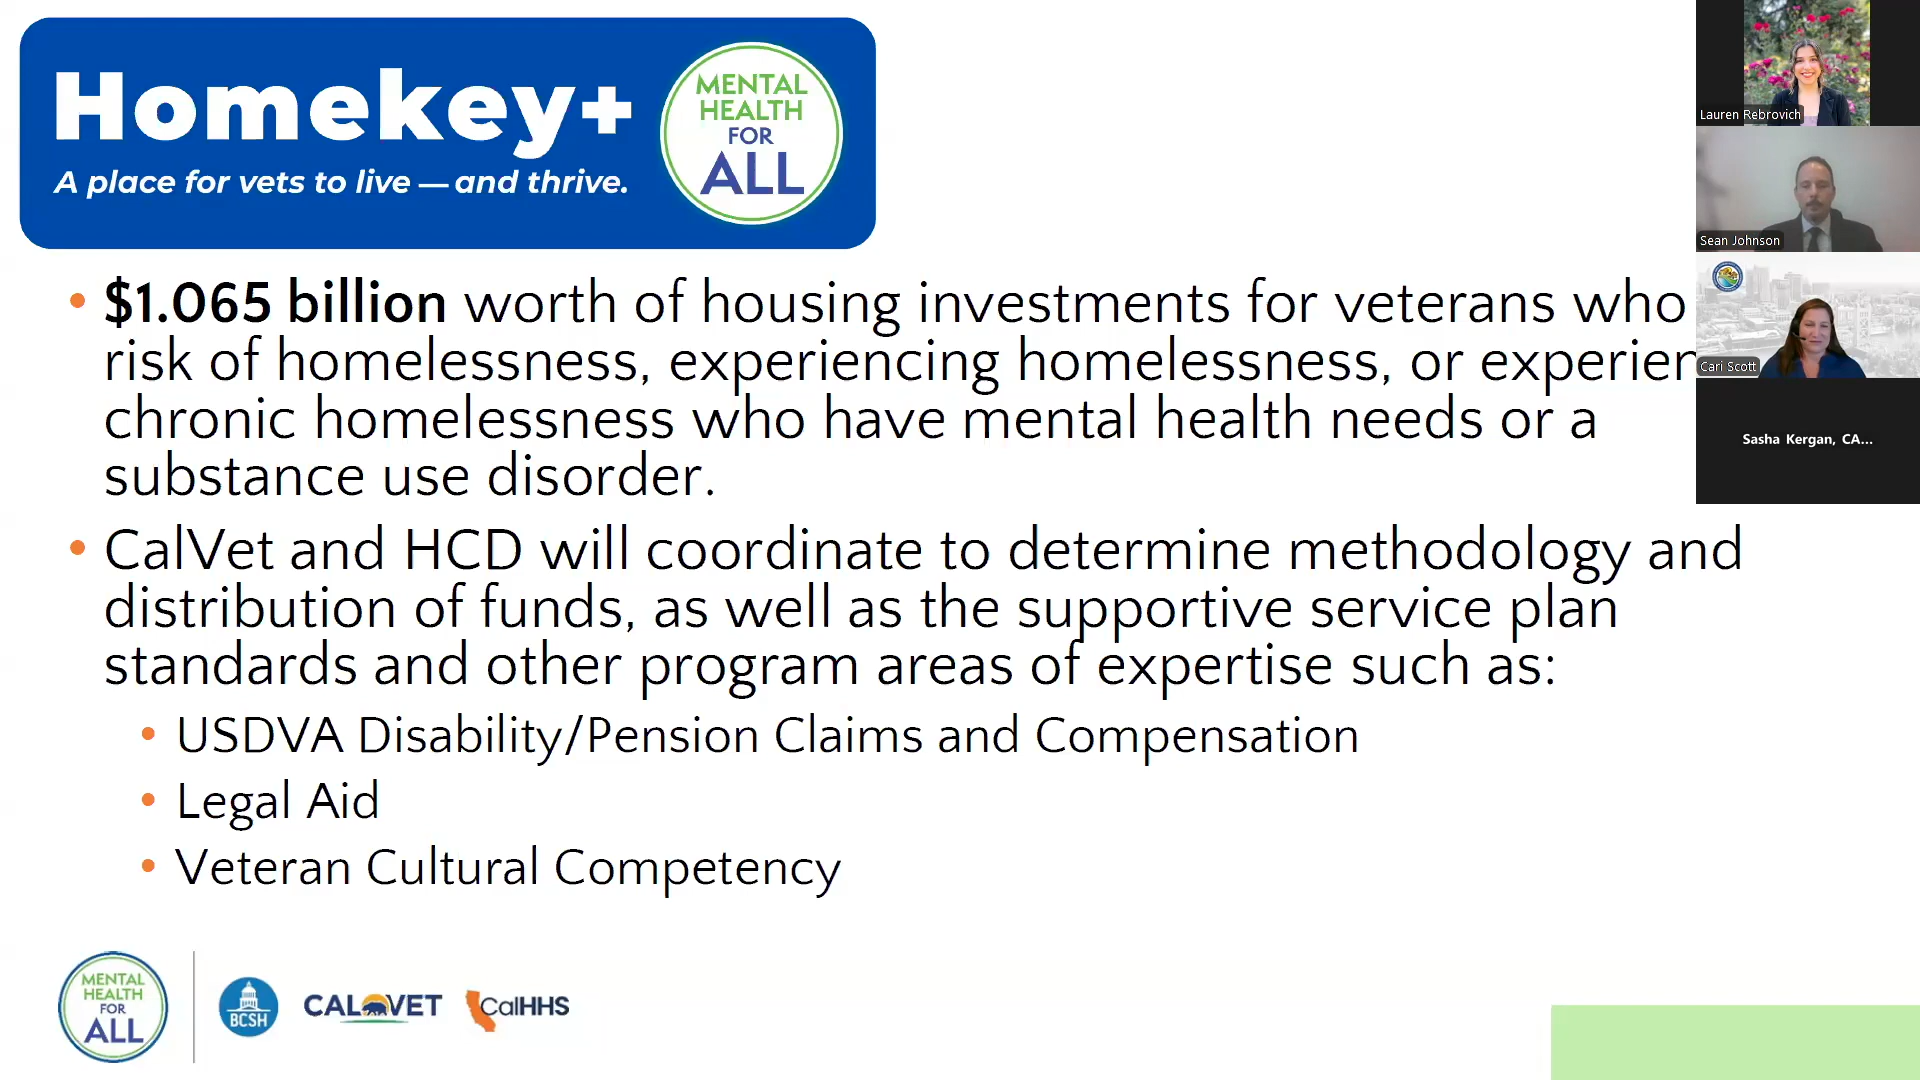 Homekey+
A place for vets to live — and thrive.
MENTAL
HEALTH
FOR
ALL
• $1.065 billion worth of housing investments for veterans who
risk of homelessness, experiencing homelessness, or experien
chronic homelessness who have mental health needs or a
substance use disorder.
• CalVet and HCD will coordinate to determine methodology and
distribution of funds, as well as the supportive service plan
standards and other program areas of expertise such as:
• USDVA Disability/Pension Claims and Compensation
• Legal Aid
• Veteran Cultural Competency
MENTAL
HEALTH
FOR
ALL
BCSH
CALVET
CalHHS
Lauren Rebrovich
Sean Johnson
Cari Scott
Sasha Kergan, CA...